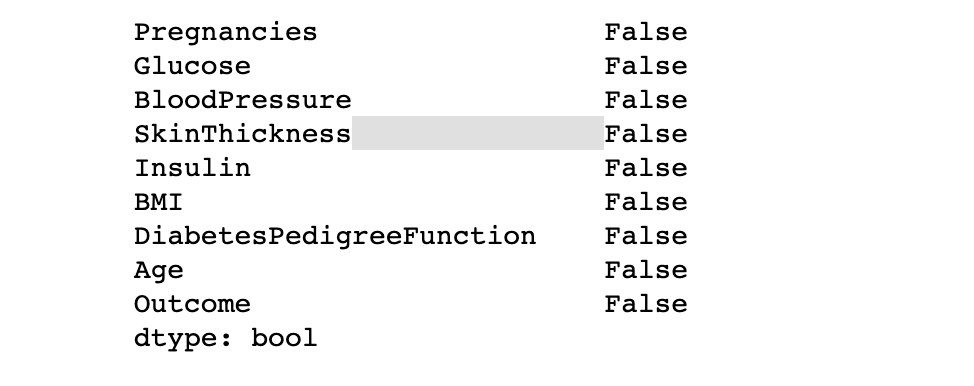 Pregnancies False
Glucose False
BloodPressure False
SkinThickness False
Insulin False
BMI False
DiabetesPedigreeFunction False
Age False
Outcome False
dtype: bool